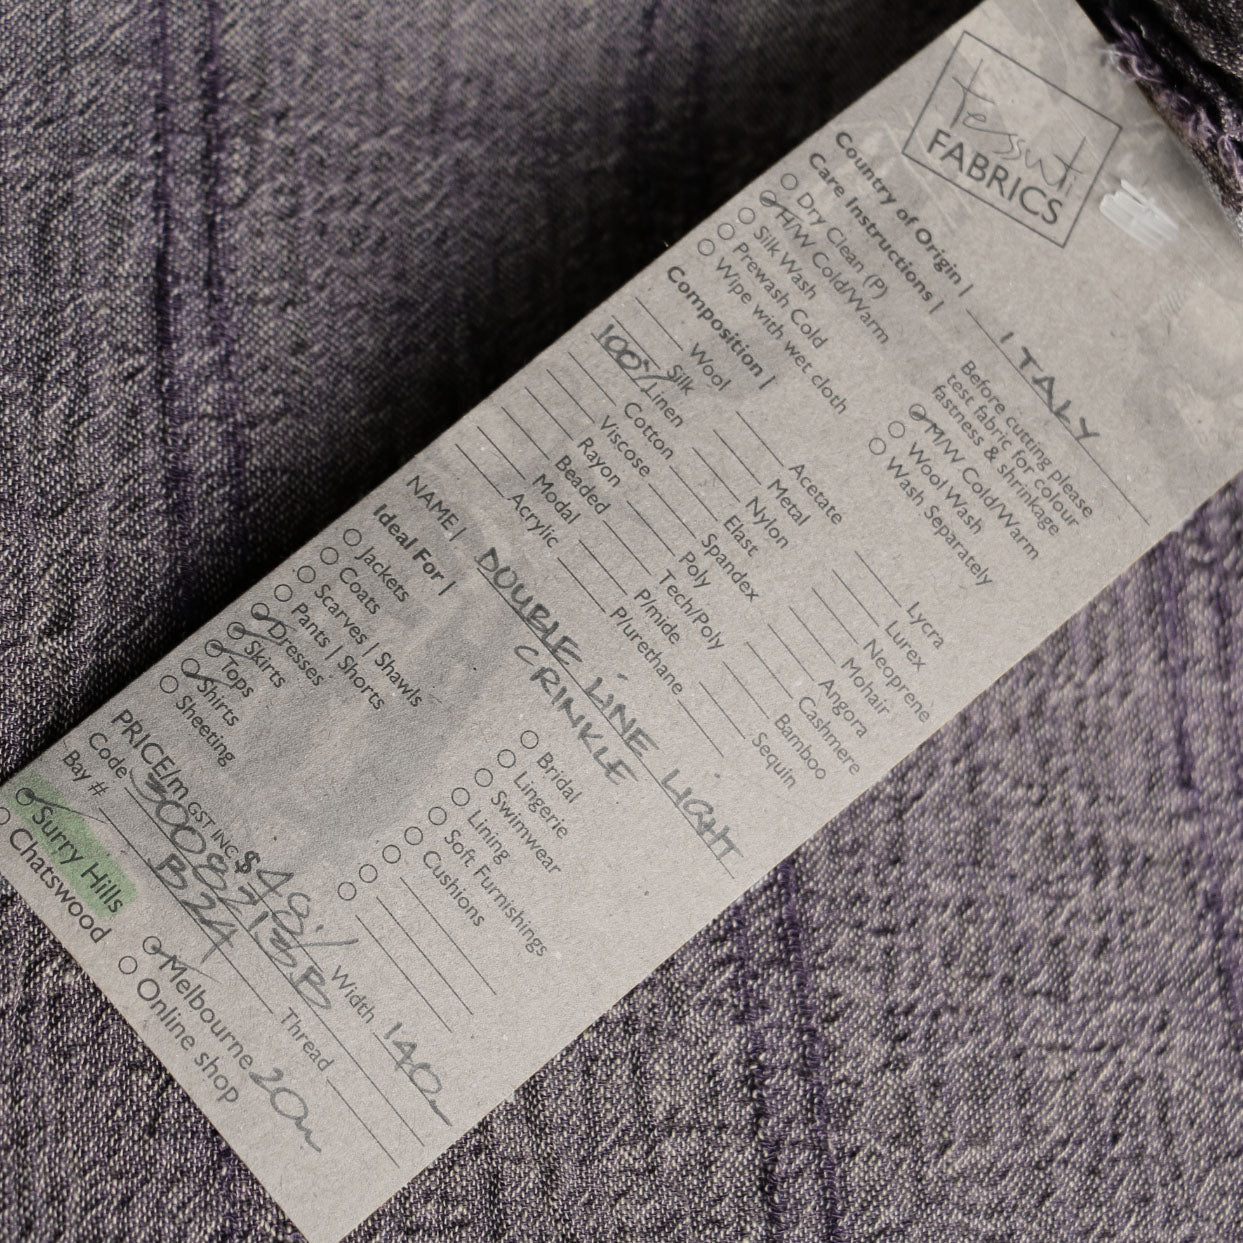 tessuti
FABRICS
Country of Origin | ITALY
Care Instructions |
Dry Clean (P)
H/W Cold/Warm
Silk Wash
Prewash Cold
Wipe with wet cloth
Before cutting please
test fabric for colour
fastness & shrinkage
M/W Cold/Warm
Wool Wash
Wash Separately
Composition |
Wool
Silk
100% Linen
Cotton
Viscose
Rayon
Beaded
Modal
Acrylic
Acetate
Metal
Nylon
Elast
Spandex
Poly
Tech/Poly
P/mide
P/urethane
Lycra
Lurex
Neoprene
Mohair
Angora
Cashmere
Bamboo
Sequin
NAME | DOUBLE LINE LIGHT
CRINKLE
Ideal For |
Jackets
Coats
Scarves | Shawls
Pants | Shorts
Dresses
Skirts
Tops
Shirts
Sheeting
Bridal
Lingerie
Swimwear
Lining
Soft Furnishings
Cushions
PRICE/m GST INC $ 48./ Width 140
Code 3008213B
Bay # B24 Thread
Surry Hills
Chatswood
Melbourne 20m
Online shop